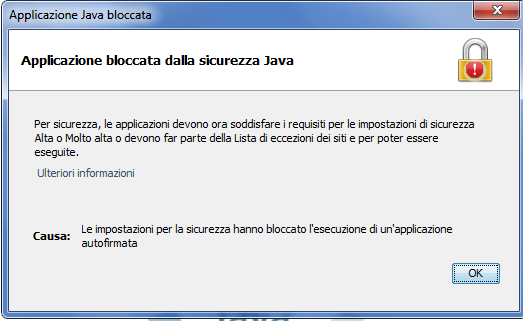 Applicazione Java bloccata
Applicazione bloccata dalla sicurezza Java
Per sicurezza, le applicazioni devono ora soddisfare i requisiti per le impostazioni di sicurezza
Alta o Molto alta o devono far parte della Lista di eccezioni dei siti e per poter essere
eseguite.
Ulteriori informazioni
Causa: Le impostazioni per la sicurezza hanno bloccato l'esecuzione di un'applicazione
autofirmata
OK